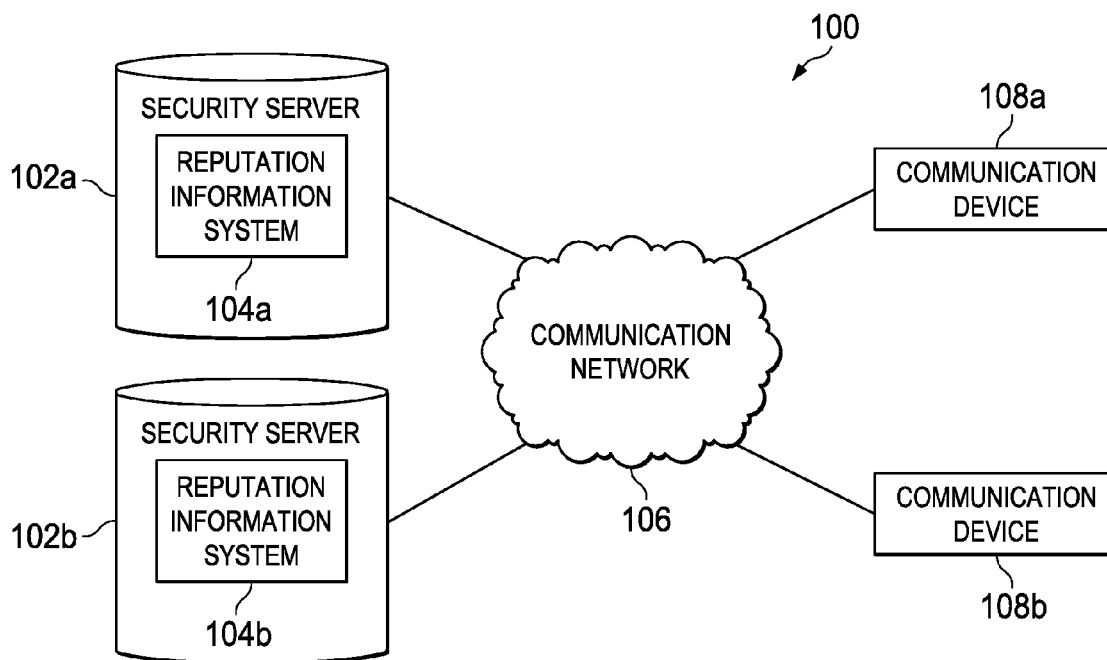 100
SECURITY SERVER
REPUTATION
INFORMATION
SYSTEM
102a
104a
108a
COMMUNICATION
DEVICE
COMMUNICATION
NETWORK
106
SECURITY SERVER
REPUTATION
INFORMATION
SYSTEM
102b
104b
COMMUNICATION
DEVICE
108b